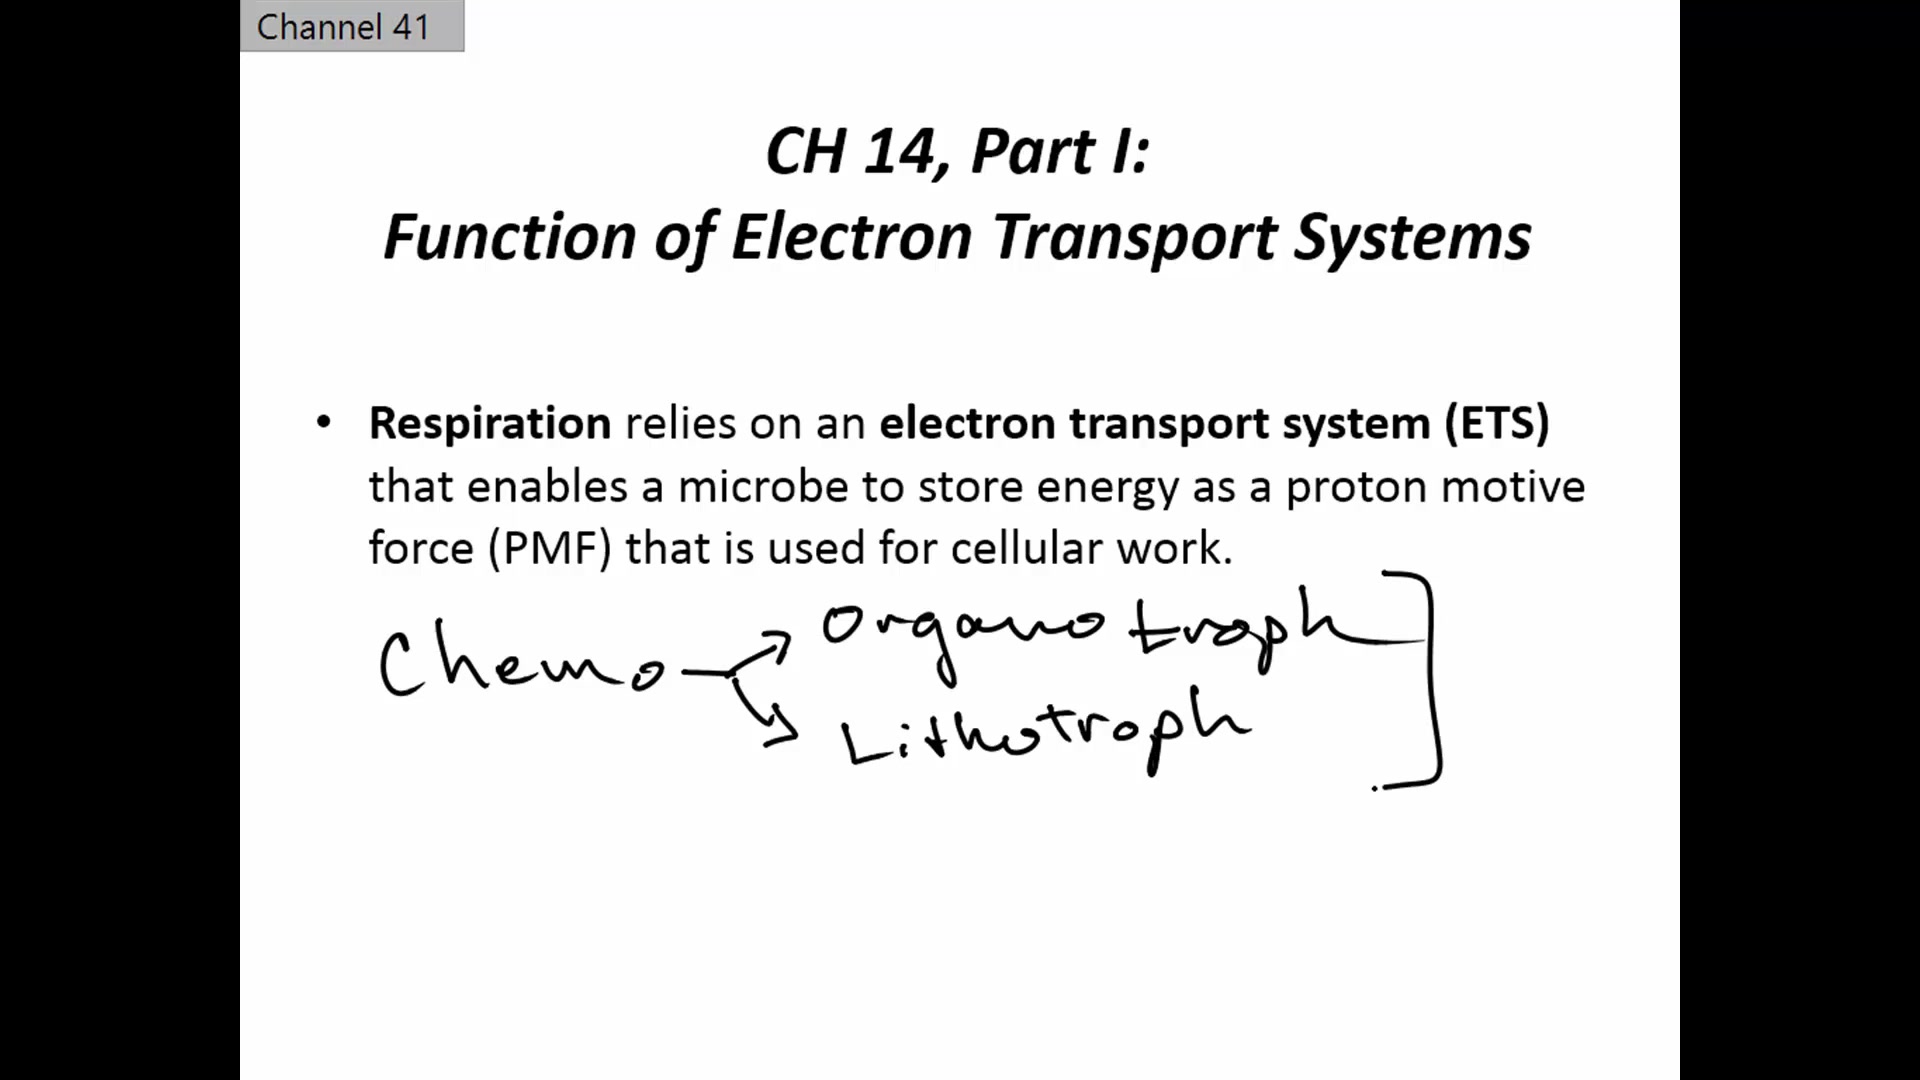 Channel 41
CH 14, Part I:
Function of Electron Transport Systems
• Respiration relies on an electron transport system (ETS)
that enables a microbe to store energy as a proton motive
force (PMF) that is used for cellular work.
Organotroph
Chemo
Lithotroph